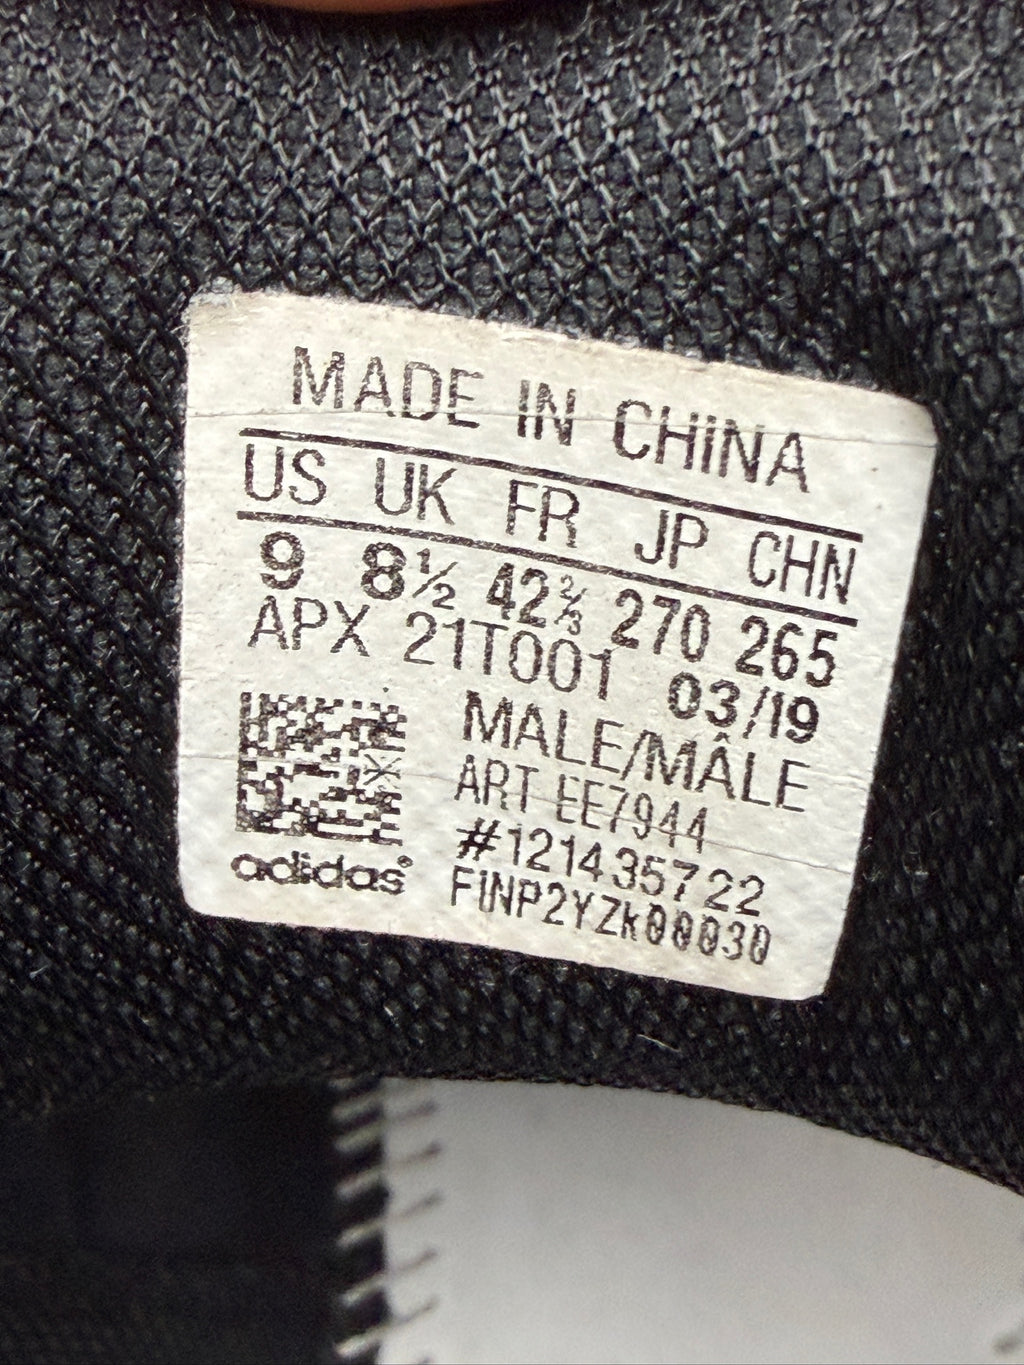 MADE IN CHINA
US UK FR JP CHN
9 8½ 42⅔ 270 265
APX 21T001 03/19
MALE/MÂLE
ART EE7944
#121435722
adidas®
FINP2YZK00030